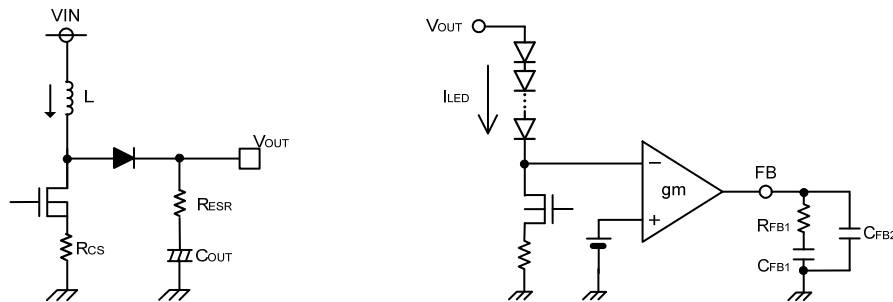 VIN
L
VOUT
RESR
RCS
COUT
VOUT
ILED
gm
FB
RFB1
CFB1
CFB2